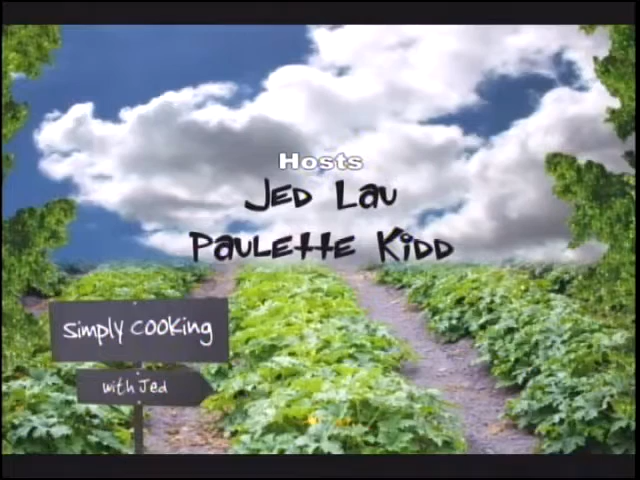 Hosts
Jed Lau
Paulette Kidd
simply cooking
with Jed